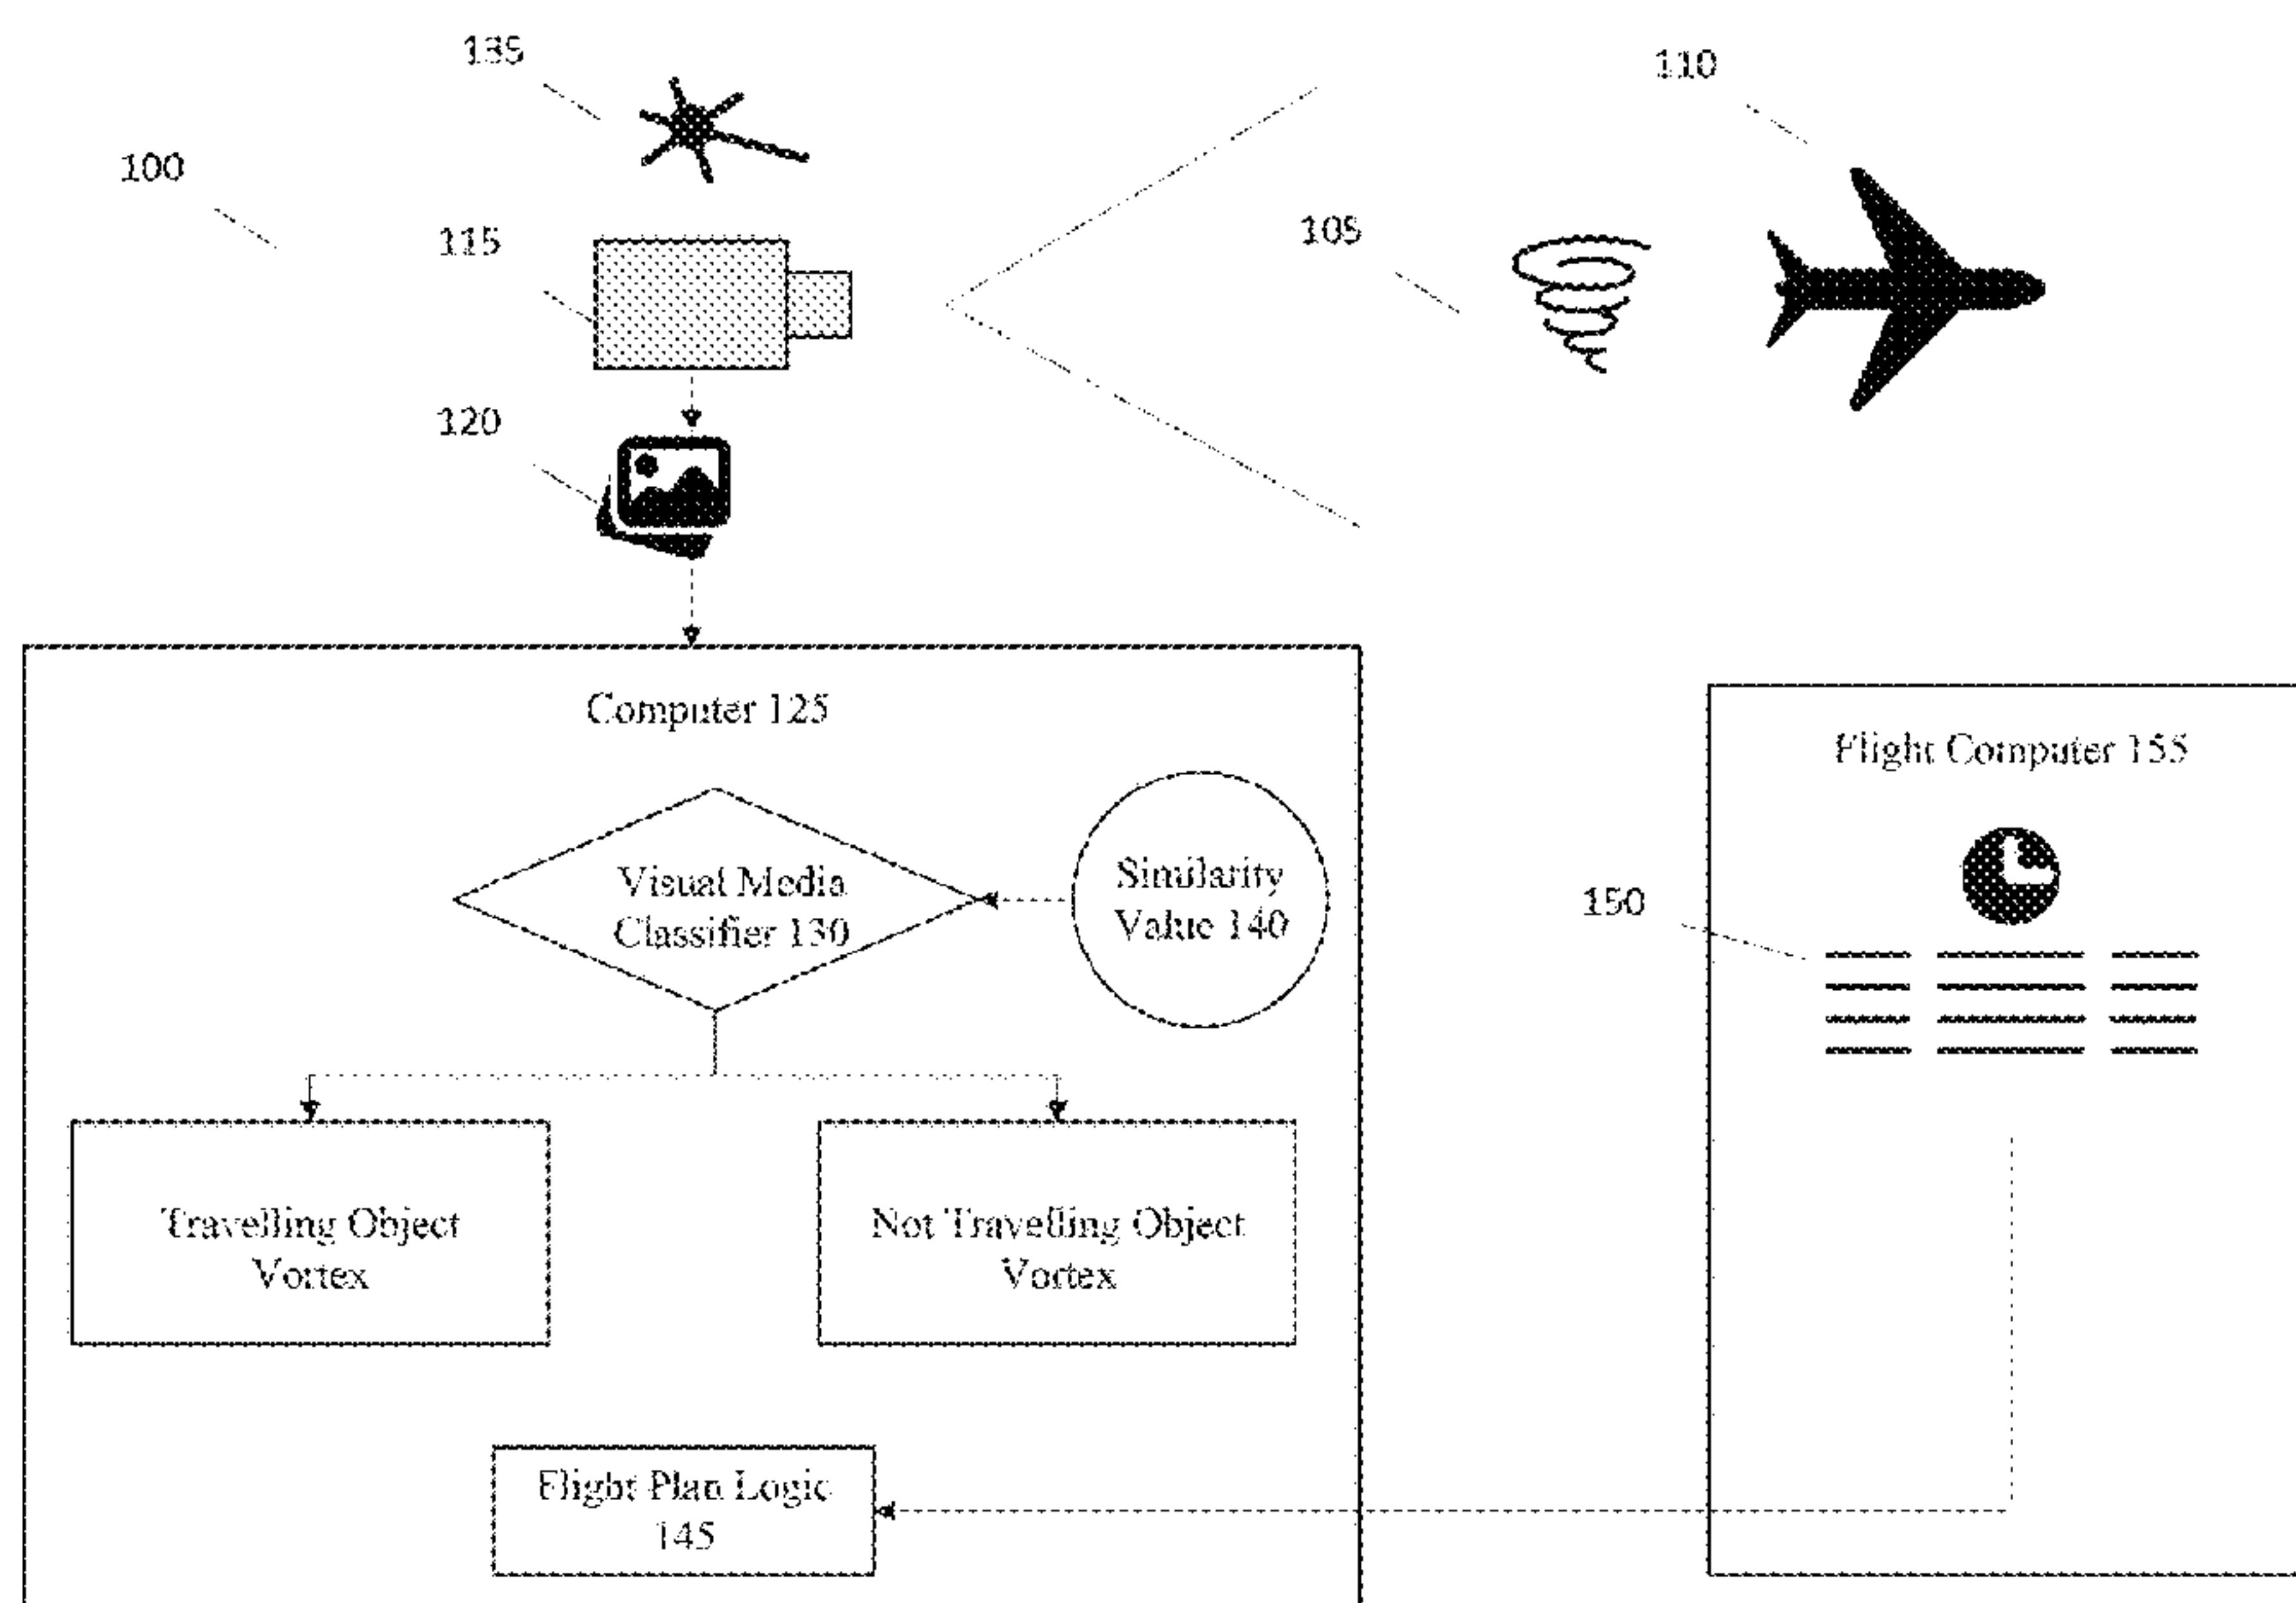 135
110
100
105
115
120
Computer 125
Flight Computer 155
Visual Media
Classifier 130
Similarity
Value 140
150
Travelling Object
Vortex
Not Travelling Object
Vortex
Flight Plan Logic
145